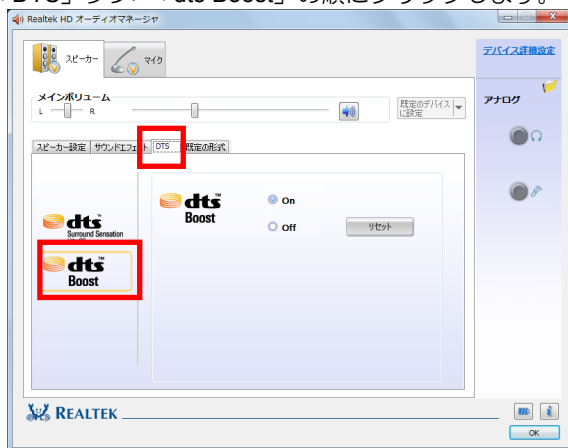 DTS」タブ→「dts Boost」の順にクリックします。
Realtek HD オーディオマネージャ
スピーカー
マイク
デバイス詳細設定
メインボリューム
L R
既定のデバイス
に設定
アナログ
スピーカー設定 サウンドエフェクト DTS 既定の形式
dts
Surround Sensation
dts
Boost
dts
Boost
On
Off
リセット
REALTEK
OK